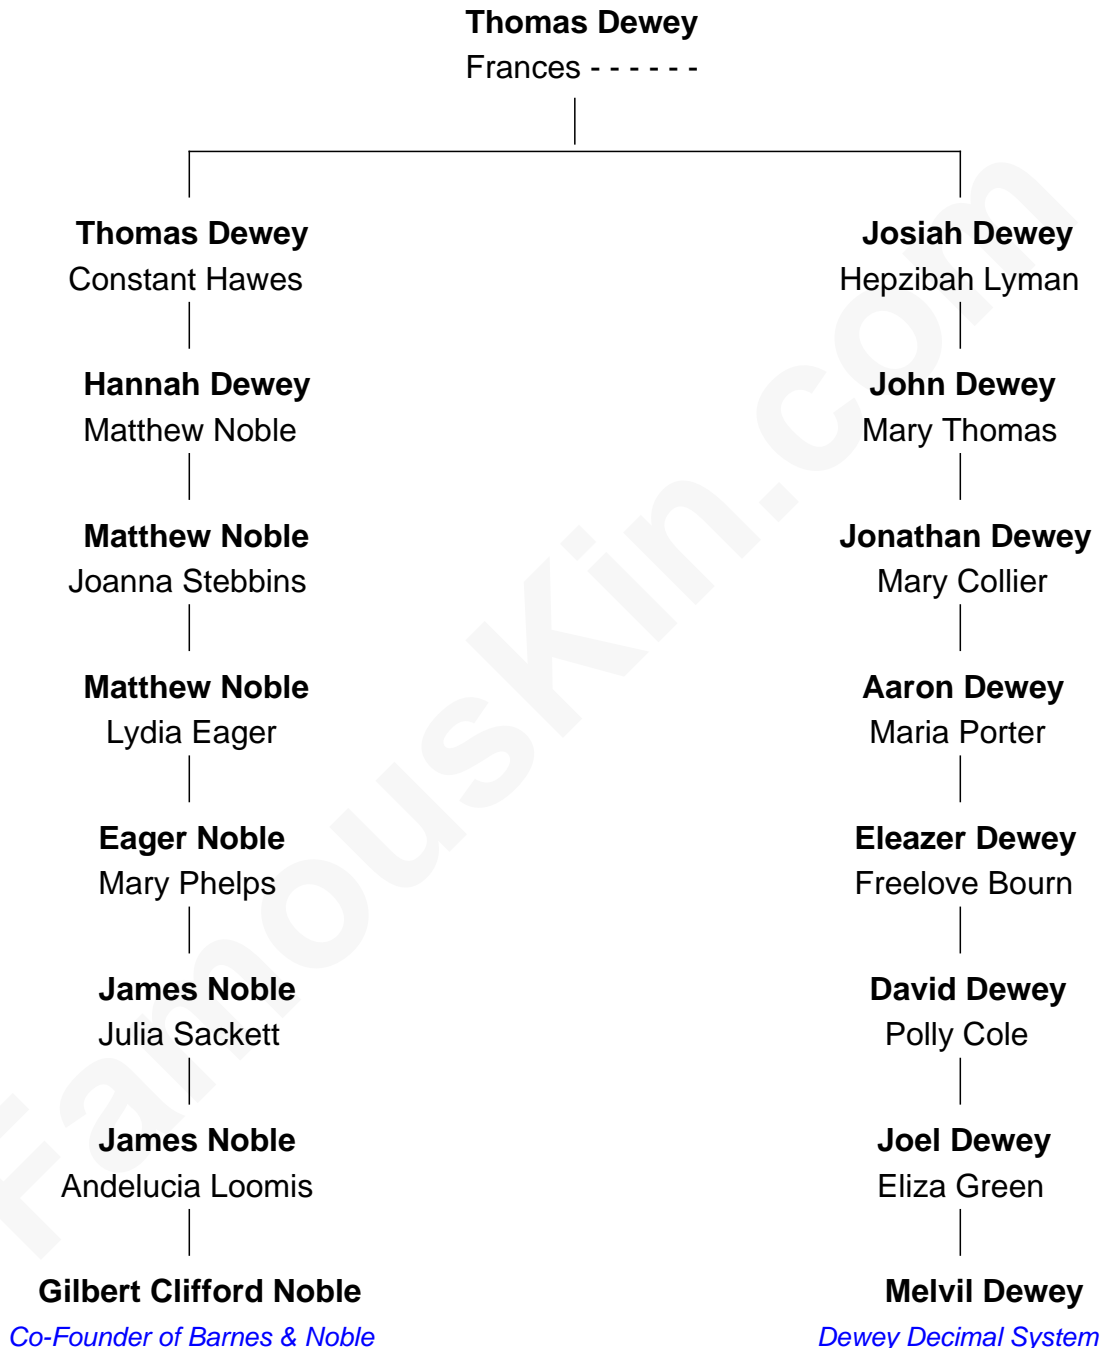 Thomas Dewey
Frances - - - - - -
Thomas Dewey
Constant Hawes
Josiah Dewey
Hepzibah Lyman
Hannah Dewey
Matthew Noble
John Dewey
Mary Thomas
Matthew Noble
Joanna Stebbins
Jonathan Dewey
Mary Collier
Matthew Noble
Lydia Eager
Aaron Dewey
Maria Porter
Eager Noble
Mary Phelps
Eleazer Dewey
Freelove Bourn
James Noble
Julia Sackett
David Dewey
Polly Cole
James Noble
Andelucia Loomis
Joel Dewey
Eliza Green
Gilbert Clifford Noble
Co-Founder of Barnes & Noble
Melvil Dewey
Dewey Decimal System
FamousKin.com